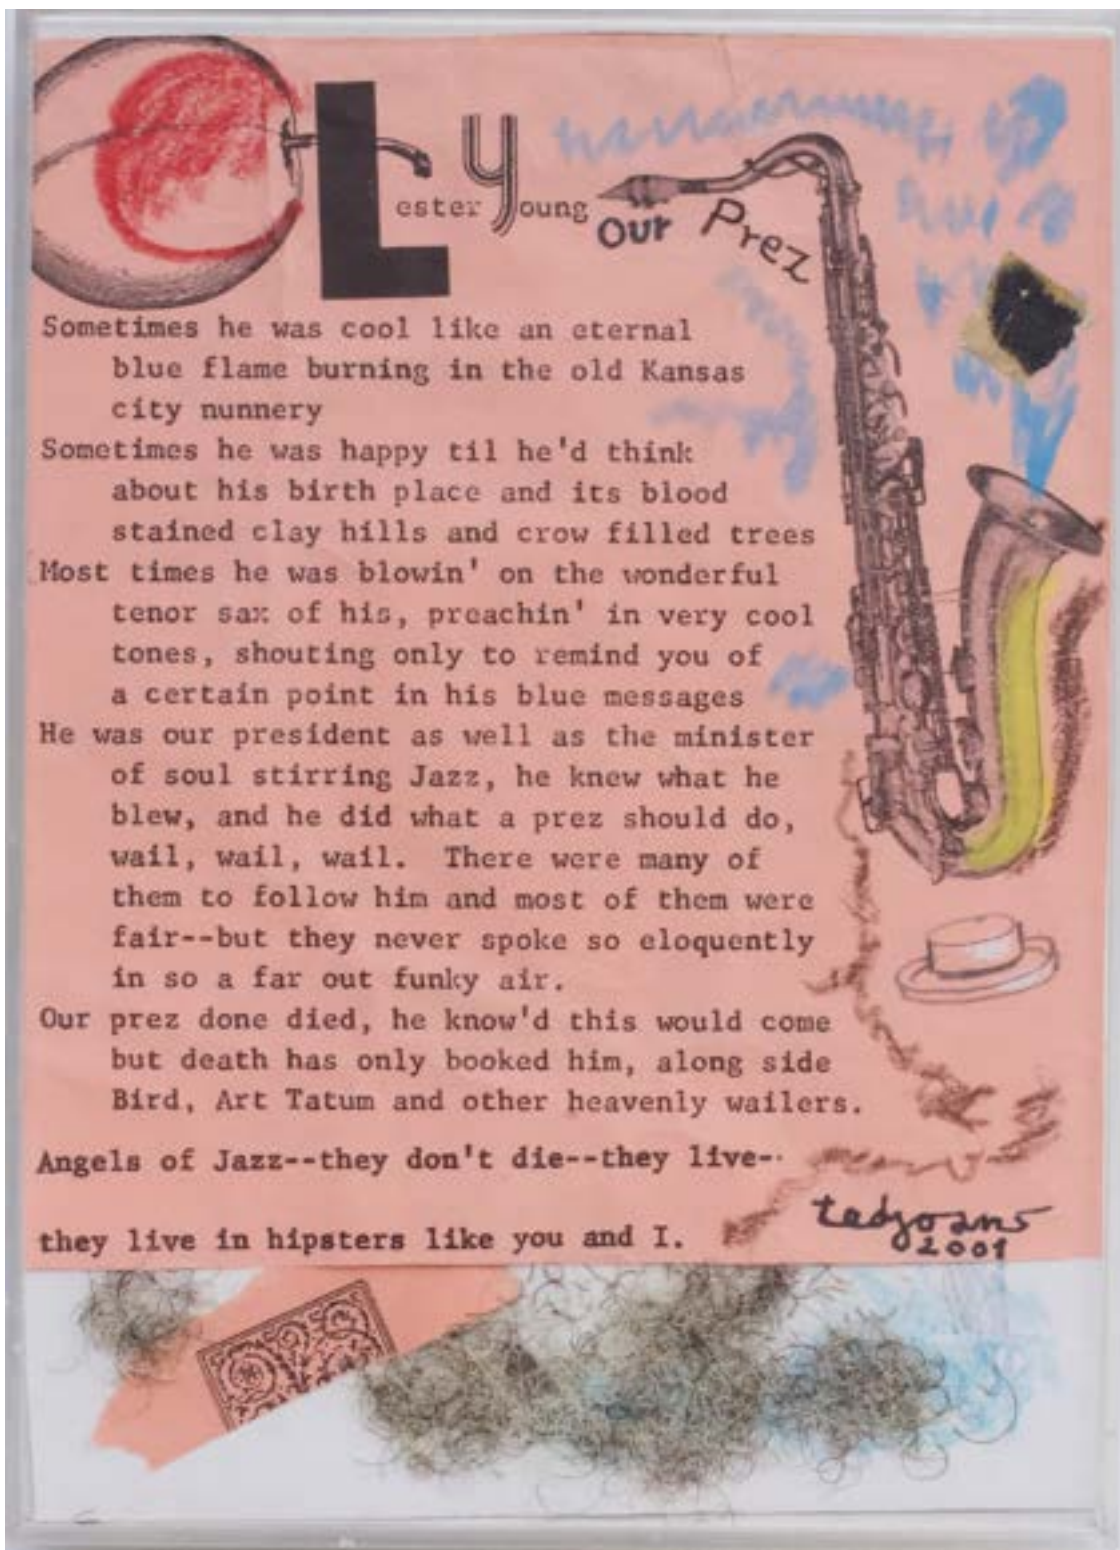 Lester Young
Our Prez
Sometimes he was cool like an eternal
blue flame burning in the old Kansas
city nunnery
Sometimes he was happy til he'd think
about his birth place and its blood
stained clay hills and crow filled trees
Most times he was blowin' on the wonderful
tenor sax of his, preachin' in very cool
tones, shouting only to remind you of
a certain point in his blue messages
He was our president as well as the minister
of soul stirring Jazz, he knew what he
blew, and he did what a prez should do,
wail, wail, wail.  There were many of
them to follow him and most of them were
fair--but they never spoke so eloquently
in so a far out funky air.
Our prez done died, he know'd this would come
but death has only booked him, along side
Bird, Art Tatum and other heavenly wailers.
Angels of Jazz--they don't die--they live--
they live in hipsters like you and I.
tedjoans
2001